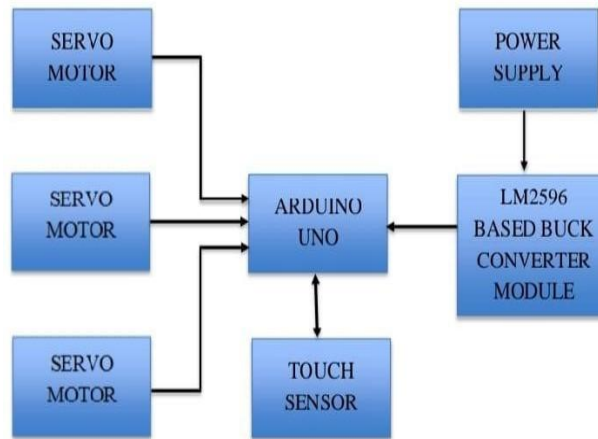 SERVO
MOTOR
POWER
SUPPLY
SERVO
MOTOR
ARDUINO
UNO
LM2596
BASED BUCK
CONVERTER
MODULE
SERVO
MOTOR
TOUCH
SENSOR